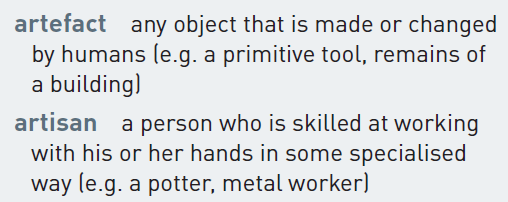 artefact any object that is made or changed
by humans (e.g. a primitive tool, remains of
a building)
artisan a person who is skilled at working
with his or her hands in some specialised
way (e.g. a potter, metal worker)